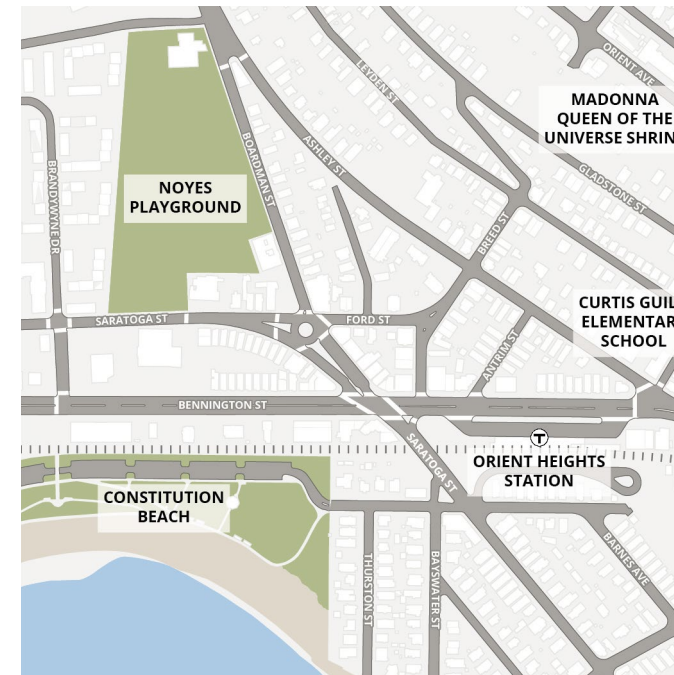 ORIENT AVE
LEYDEN ST
MADONNA
QUEEN OF THE
UNIVERSE SHRIN
BOARDMAN ST
ASHLEY ST
BRANDYWYNE DR
NOYES
PLAYGROUND
GLADSTONE ST
BREED ST
CURTIS GUIL
ELEMENTAR
SCHOOL
SARATOGA ST
FORD ST
ANTRIM ST
BENNINGTON ST
T
SARATOGA ST
ORIENT HEIGHTS
STATION
CONSTITUTION
BEACH
THURSTON ST
BAYSWATER ST
BARNES AVE